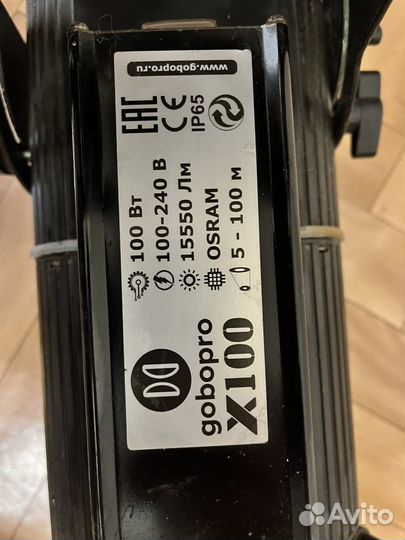 gobopro
X100
100 Вт
100-240 В
15550 Лм
OSRAM
5 - 100 м
EAC
CE
IP65
www.gobopro.ru
Avito